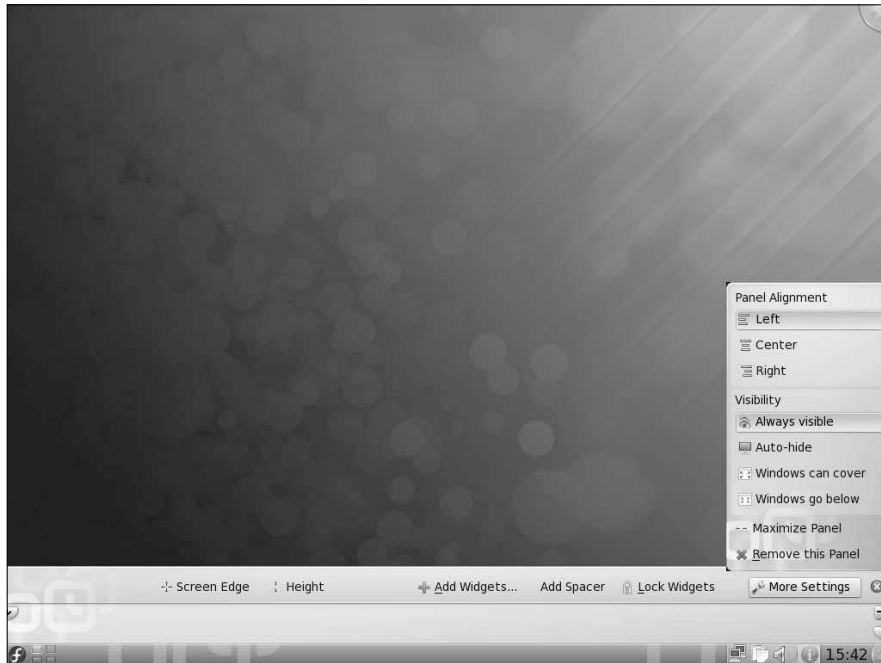 Panel Alignment
Left
Center
Right
Visibility
Always visible
Auto-hide
Windows can cover
Windows go below
Maximize Panel
Remove this Panel
Screen Edge Height Add Widgets... Add Spacer Lock Widgets More Settings
15:42